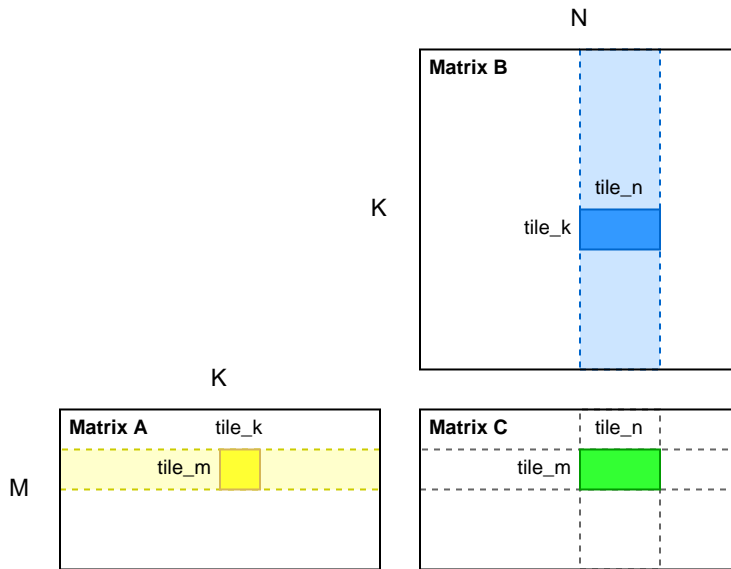 N
Matrix B
tile_n
K
tile_k
K
Matrix A
tile_k
Matrix C
tile_n
tile_m
tile_m
M